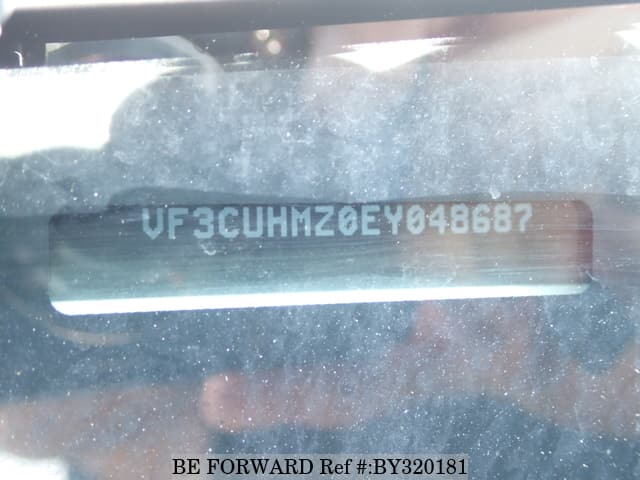 VF3CUHMZ0EY048687
BE FORWARD Ref #:BY320181